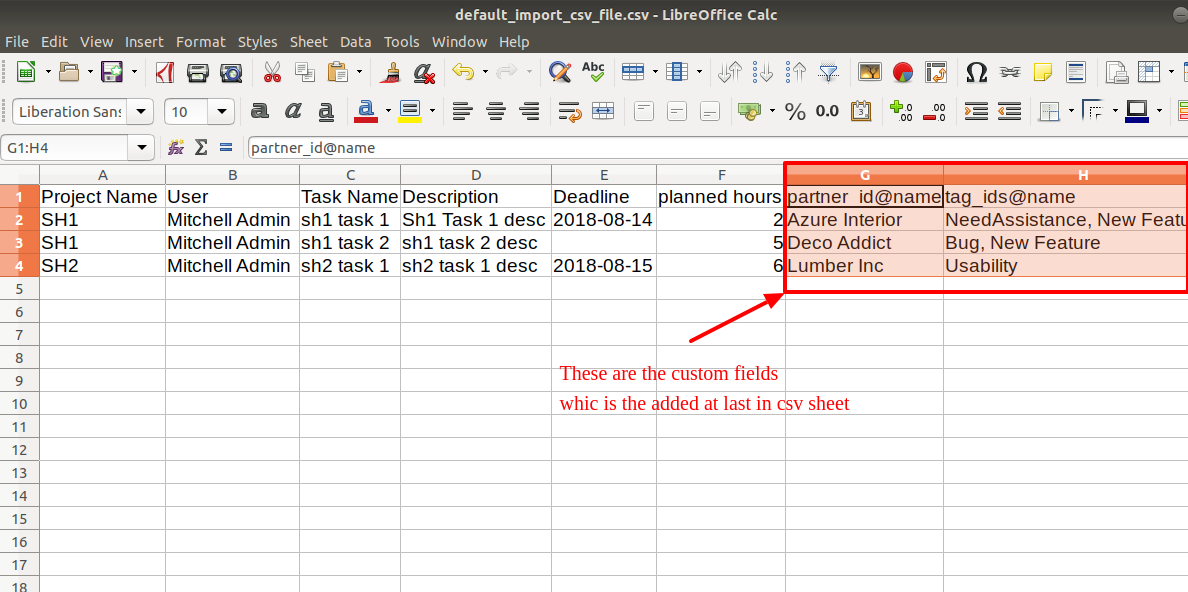 default_import_csv_file.csv - LibreOffice Calc
File Edit View Insert Format Styles Sheet Data Tools Window Help
Abc
Liberation Sans 10 a a a a % 0.0 .00 .00
G1:H4 fx Σ = partner_id@name
A B C D E F G H
1 Project Name User Task Name Description Deadline planned hours partner_id@name tag_ids@name
2 SH1 Mitchell Admin sh1 task 1 Sh1 Task 1 desc 2018-08-14 2 Azure Interior NeedAssistance, New Featu
3 SH1 Mitchell Admin sh1 task 2 sh1 task 2 desc 5 Deco Addict Bug, New Feature
4 SH2 Mitchell Admin sh2 task 1 sh2 task 1 desc 2018-08-15 6 Lumber Inc Usability
5
6
7
8
These are the custom fields
9
10 whic is the added at last in csv sheet
11
12
13
14
15
16
17
18